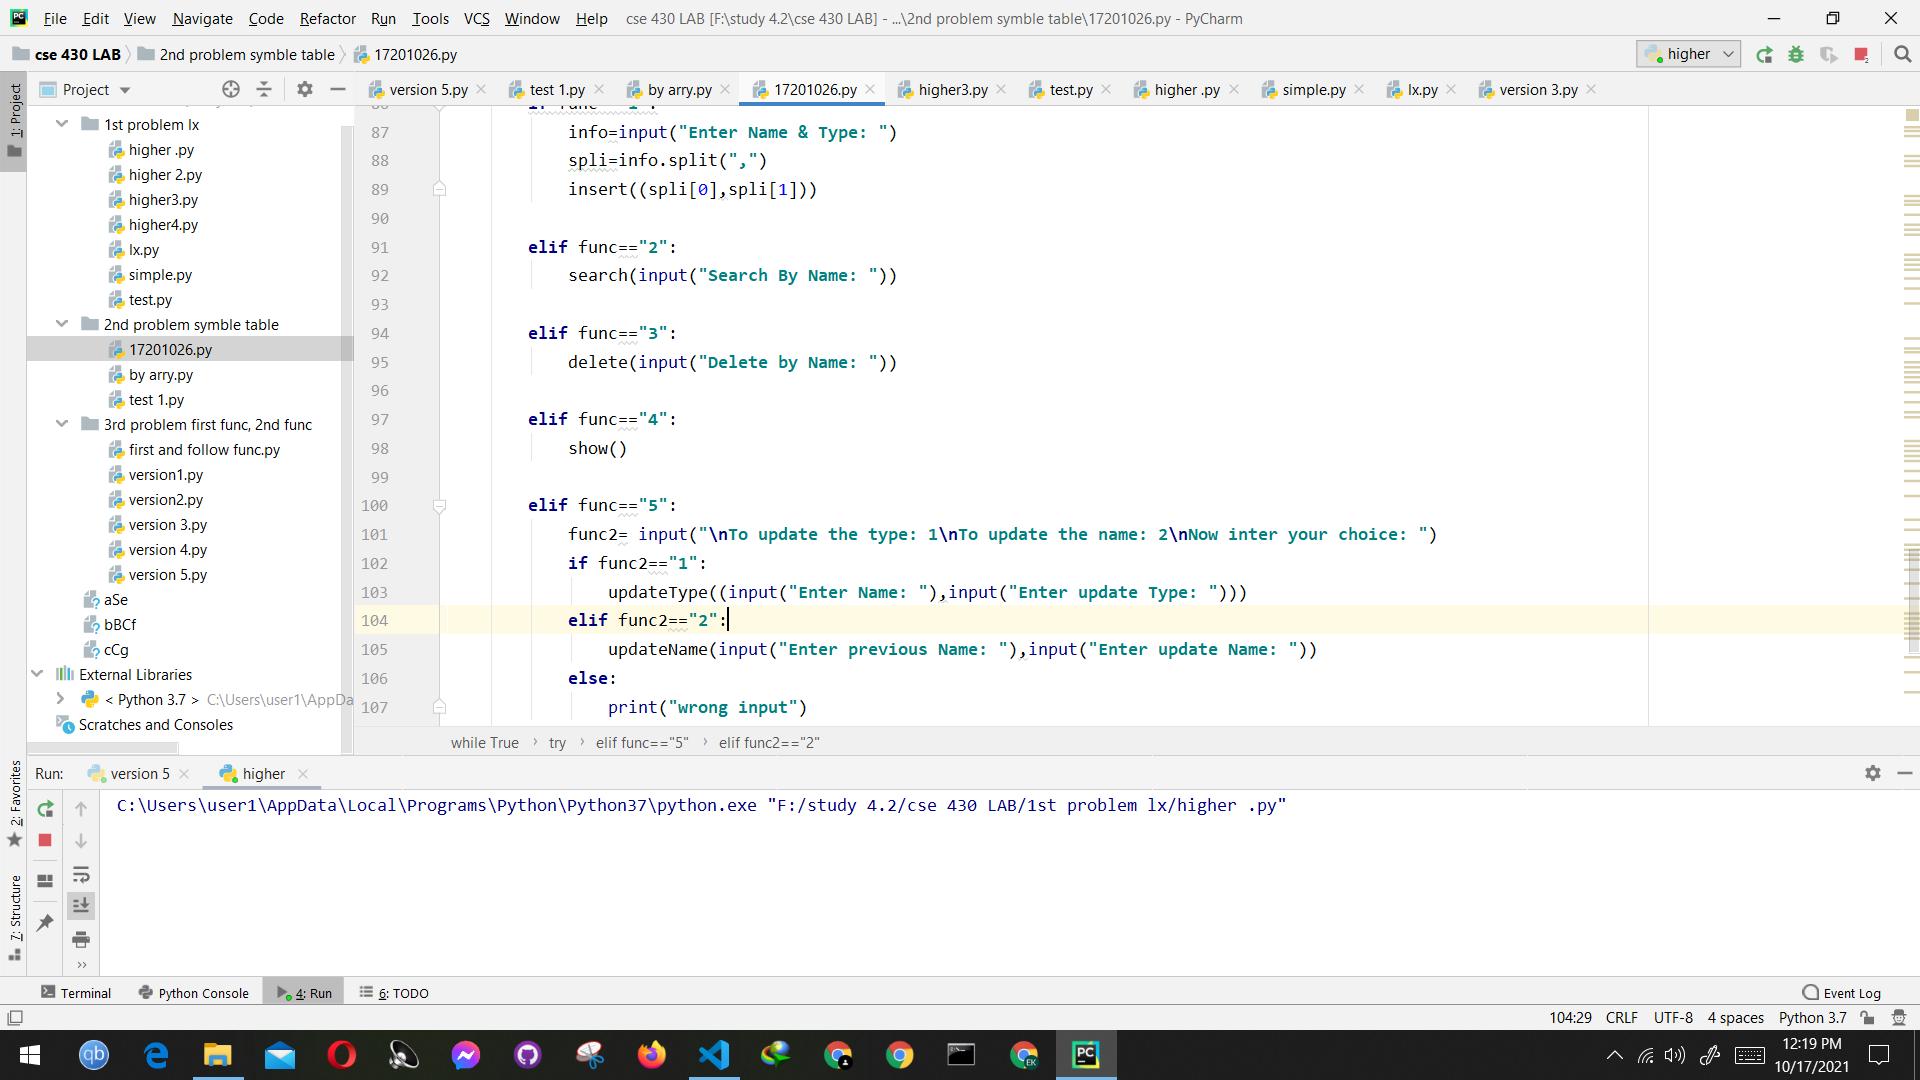 File Edit View Navigate Code Refactor Run Tools VCS Window Help cse 430 LAB [F:\study 4.2\cse 430 LAB] - ...\2nd problem symble table\17201026.py - PyCharm
cse 430 LAB 2nd problem symble table 17201026.py higher
Project version 5.py test 1.py by arry.py 17201026.py higher3.py test.py higher .py simple.py lx.py version 3.py
1: Project
1st problem lx
higher .py
higher 2.py
higher3.py
higher4.py
lx.py
simple.py
test.py
2nd problem symble table
17201026.py
by arry.py
test 1.py
3rd problem first func, 2nd func
first and follow func.py
version1.py
version2.py
version 3.py
version 4.py
version 5.py
aSe
bBCf
cCg
External Libraries
< Python 3.7 > C:\Users\user1\AppDa
Scratches and Consoles
87 info=input("Enter Name & Type: ")
88 spli=info.split(",")
89 insert((spli[0],spli[1]))
90
91 elif func=="2":
92 search(input("Search By Name: "))
93
94 elif func=="3":
95 delete(input("Delete by Name: "))
96
97 elif func=="4":
98 show()
99
100 elif func=="5":
101 func2= input("\nTo update the type: 1\nTo update the name: 2\nNow inter your choice: ")
102 if func2=="1":
103 updateType((input("Enter Name: "),input("Enter update Type: ")))
104 elif func2=="2":
105 updateName(input("Enter previous Name: "),input("Enter update Name: "))
106 else:
107 print("wrong input")
while True try elif func=="5" elif func2=="2"
Run: version 5 higher
C:\Users\user1\AppData\Local\Programs\Python\Python37\python.exe "F:/study 4.2/cse 430 LAB/1st problem lx/higher .py"
2: Favorites
7: Structure
Terminal Python Console 4: Run 6: TODO Event Log
104:29 CRLF UTF-8 4 spaces Python 3.7
12:19 PM
10/17/2021